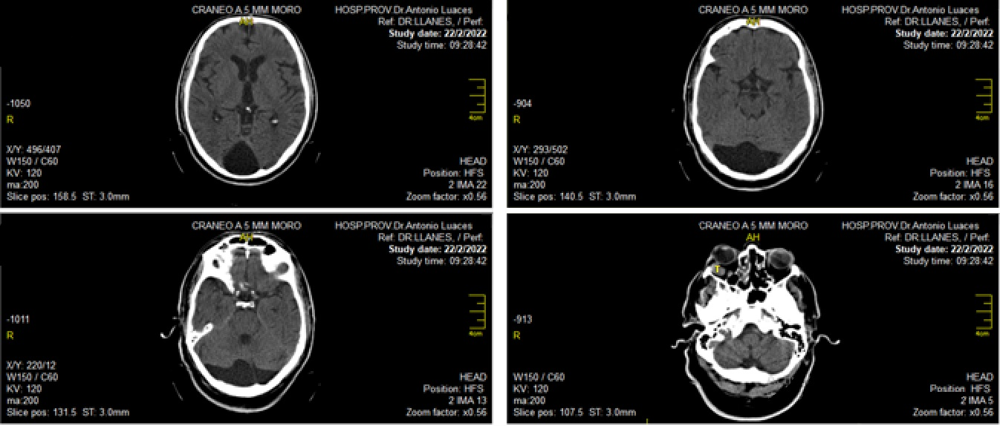 CRANEO A 5 MM MORO
HOSP.PROV.Dr.Antonio Luaces
AH
Ref: DR.LLANES, / Perf:
Study date: 22/2/2022
Study time: 09:28:42
-1050
4cm
R
X/Y: 496/407
W150 / C60
HEAD
KV: 120
Position: HFS
ma:200
2 IMA 22
Slice pos: 158.5 ST: 3.0mm
Zoom factor: x0.56
CRANEO A 5 MM MORO
HOSP.PROV.Dr.Antonio Luaces
AH
Ref: DR.LLANES, / Perf:
Study date: 22/2/2022
Study time: 09:28:42
-904
4cm
R
X/Y: 293/502
W150 / C60
HEAD
KV: 120
Position: HFS
ma:200
2 IMA 16
Slice pos: 140.5 ST: 3.0mm
Zoom factor: x0.56
CRANEO A 5 MM MORO
HOSP.PROV.Dr.Antonio Luaces
AH
Ref: DR.LLANES, / Perf:
Study date: 22/2/2022
Study time: 09:28:42
-1011
4cm
R
X/Y: 220/12
W150 / C60
HEAD
KV: 120
Position: HFS
ma:200
2 IMA 13
Slice pos: 131.5 ST: 3.0mm
Zoom factor: x0.56
CRANEO A 5 MM MORO
HOSP.PROV.Dr.Antonio Luaces
AH
Ref: DR.LLANES, / Perf:
Study date: 22/2/2022
Study time: 09:28:42
T
-913
4cm
R
W150 / C60
HEAD
KV: 120
Position: HFS
ma:200
2 IMA 5
Slice pos: 107.5 ST: 3.0mm
Zoom factor: x0.56